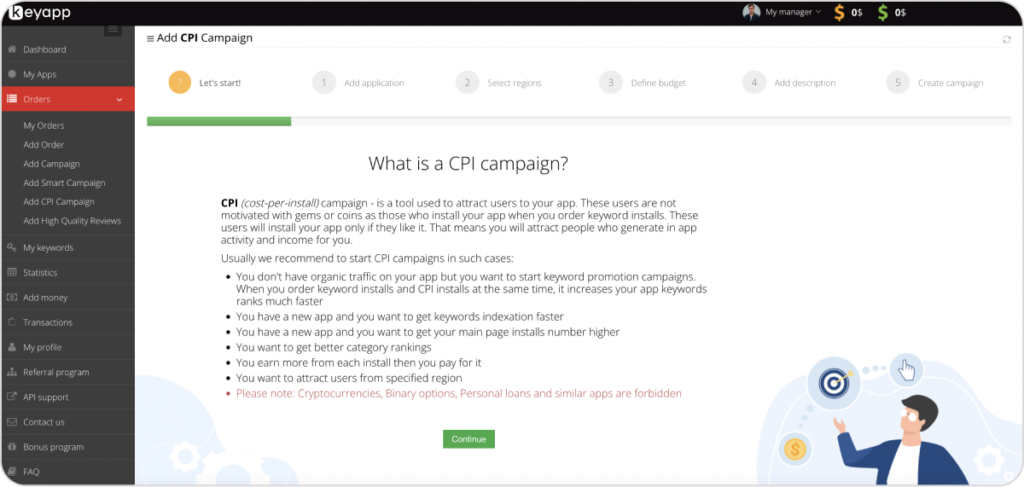 keyapp
My manager
0$
0$
Dashboard
My Apps
Orders
My Orders
Add Order
Add Campaign
Add Smart Campaign
Add CPI Campaign
Add High Quality Reviews
My keywords
Statistics
Add money
Transactions
My profile
Referral program
API support
Contact us
Bonus program
FAQ
Add CPI Campaign
? Let's start!
1 Add application
2 Select regions
3 Define budget
4 Add description
5 Create campaign
What is a CPI campaign?
CPI (cost-per-install) campaign - is a tool used to attract users to your app. These users are not
motivated with gems or coins as those who install your app when you order keyword installs. These
users will install your app only if they like it. That means you will attract people who generate in app
activity and income for you.
Usually we recommend to start CPI campaigns in such cases:
• You don't have organic traffic on your app but you want to start keyword promotion campaigns.
When you order keyword installs and CPI installs at the same time, it increases your app keywords
ranks much faster
• You have a new app and you want to get keywords indexation faster
• You have a new app and you want to get your main page installs number higher
• You want to get better category rankings
• You earn more from each install then you pay for it
• You want to attract users from specified region
• Please note: Cryptocurrencies, Binary options, Personal loans and similar apps are forbidden
Continue